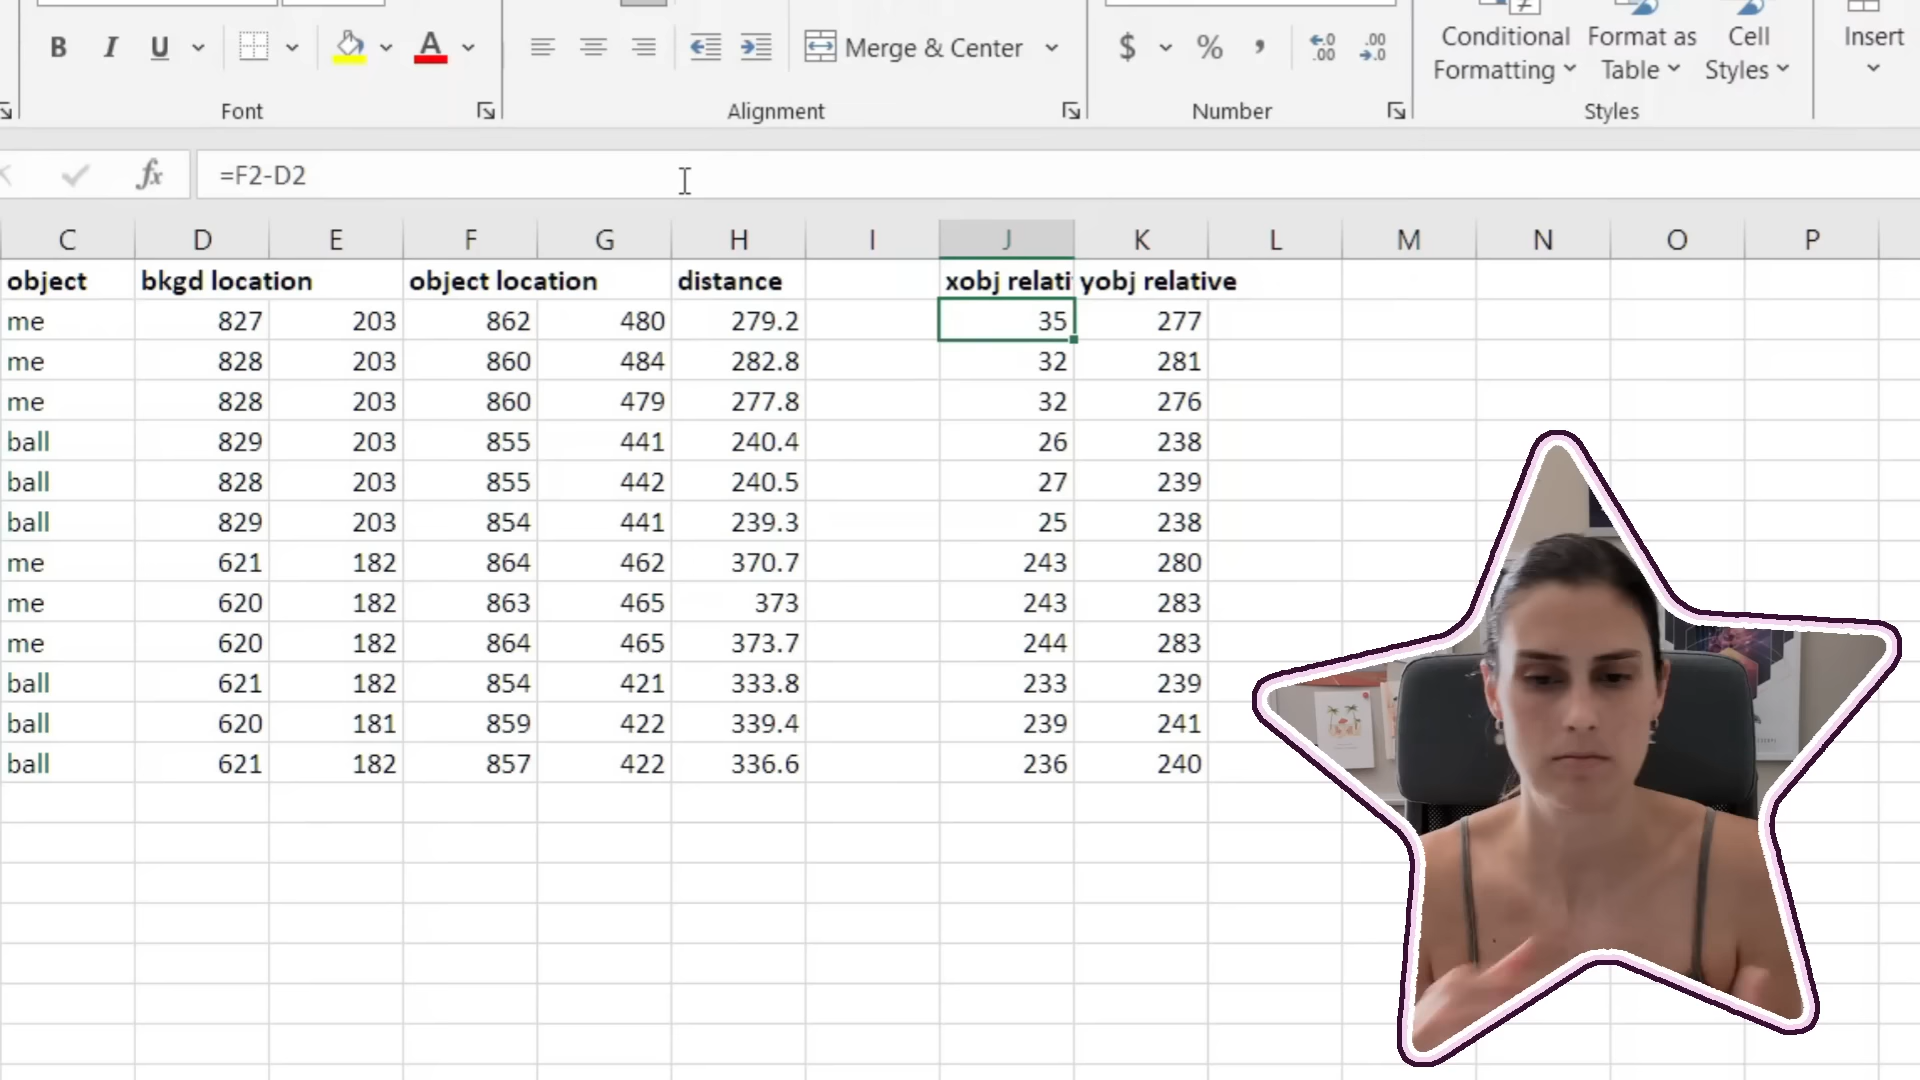 B I U
Merge & Center
$ % ,
.0 .00
.00 .0
Conditional Formatting
Format as Table
Cell Styles
Insert
Font
Alignment
Number
Styles
fx =F2-D2
C D E F G H I J K L M N O P
object bkgd location object location distance xobj relati yobj relative
me 827 203 862 480 279.2 35 277
me 828 203 860 484 282.8 32 281
me 828 203 860 479 277.8 32 276
ball 829 203 855 441 240.4 26 238
ball 828 203 855 442 240.5 27 239
ball 829 203 854 441 239.3 25 238
me 621 182 864 462 370.7 243 280
me 620 182 863 465 373 243 283
me 620 182 864 465 373.7 244 283
ball 621 182 854 421 333.8 233 239
ball 620 181 859 422 339.4 239 241
ball 621 182 857 422 336.6 236 240